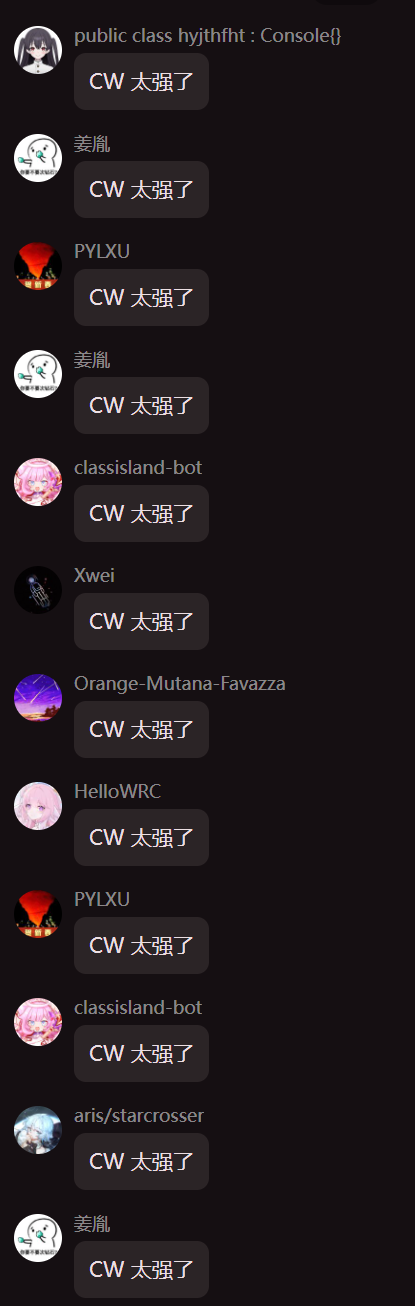 public class hyjthfht : Console{}
CW 太强了
姜胤
CW 太强了
PYLXU
CW 太强了
姜胤
CW 太强了
classisland-bot
CW 太强了
Xwei
CW 太强了
Orange-Mutana-Favazza
CW 太强了
HelloWRC
CW 太强了
PYLXU
CW 太强了
classisland-bot
CW 太强了
aris/starcrosser
CW 太强了
姜胤
CW 太强了